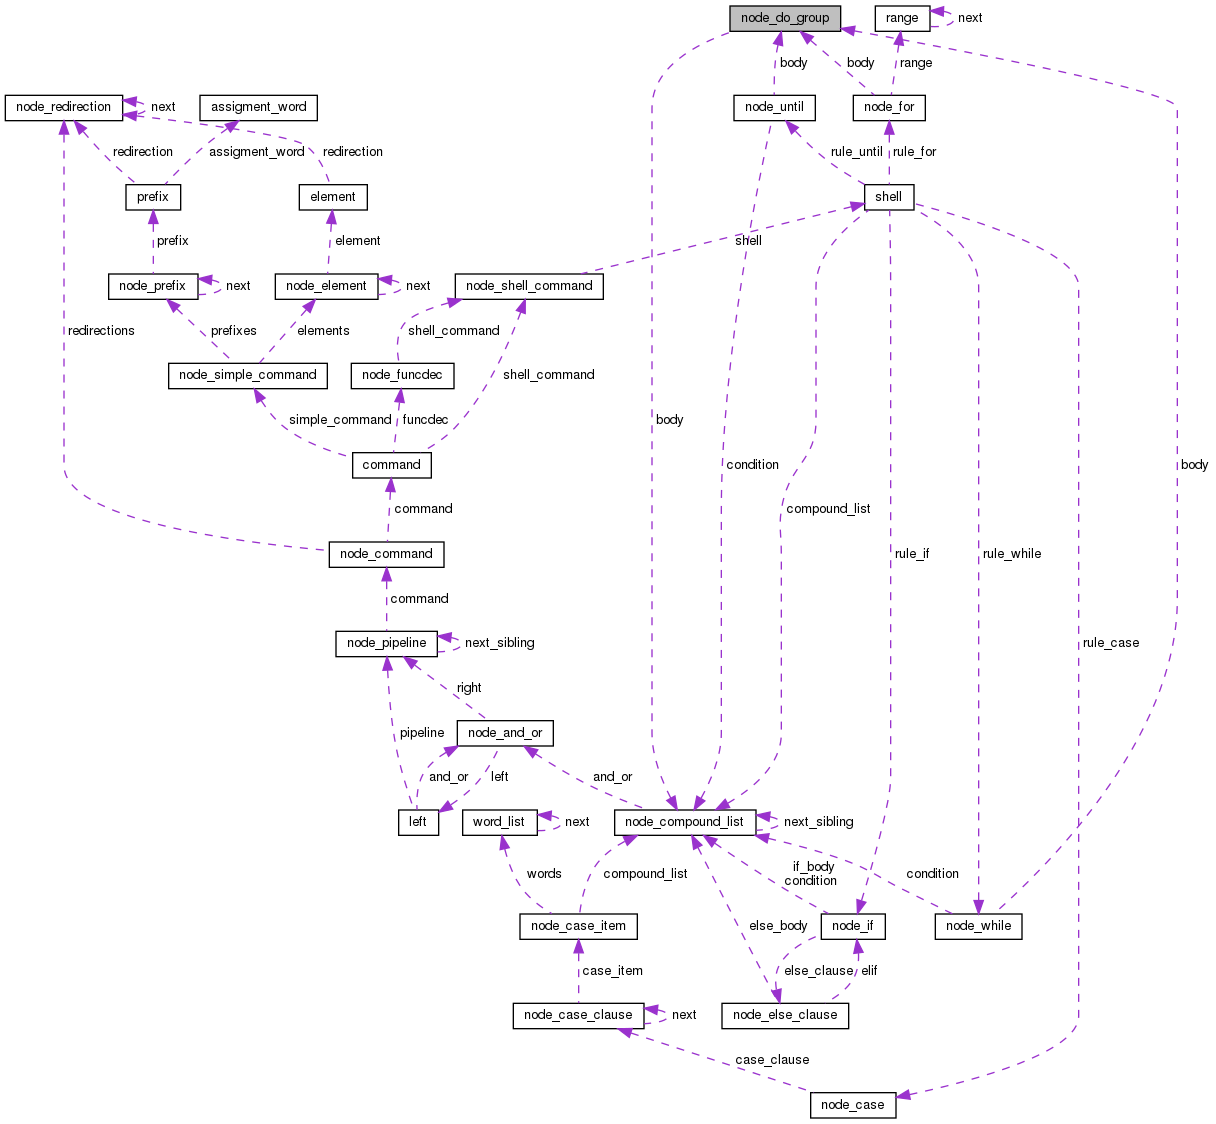 node_do_group
range
next
body
body
range
node_redirection
next
assigment_word
node_until
node_for
redirection
assigment_word
redirection
rule_until
rule_for
prefix
element
shell
prefix
element
shell
node_prefix
next
node_element
next
node_shell_command
redirections
prefixes
elements
shell_command
node_simple_command
node_funcdec
shell_command
simple_command
funcdec
body
command
condition
body
command
compound_list
node_command
rule_if
rule_while
command
node_pipeline
next_sibling
rule_case
right
pipeline
node_and_or
and_or
left
and_or
left
word_list
next
node_compound_list
next_sibling
words
compound_list
if_body
condition
condition
node_case_item
else_body
node_if
node_while
case_item
else_clause
elif
node_case_clause
next
node_else_clause
case_clause
node_case